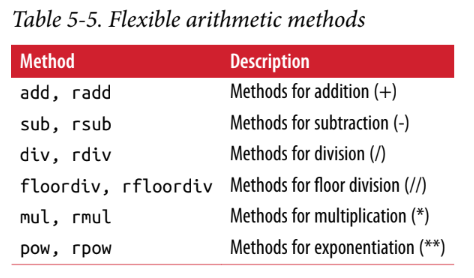 Table 5-5. Flexible arithmetic methods
Method Description
add, radd Methods for addition (+)
sub, rsub Methods for subtraction (-)
div, rdiv Methods for division (/)
floordiv, rfloordiv Methods for floor division (//)
mul, rmul Methods for multiplication (*)
pow, rpow Methods for exponentiation (**)